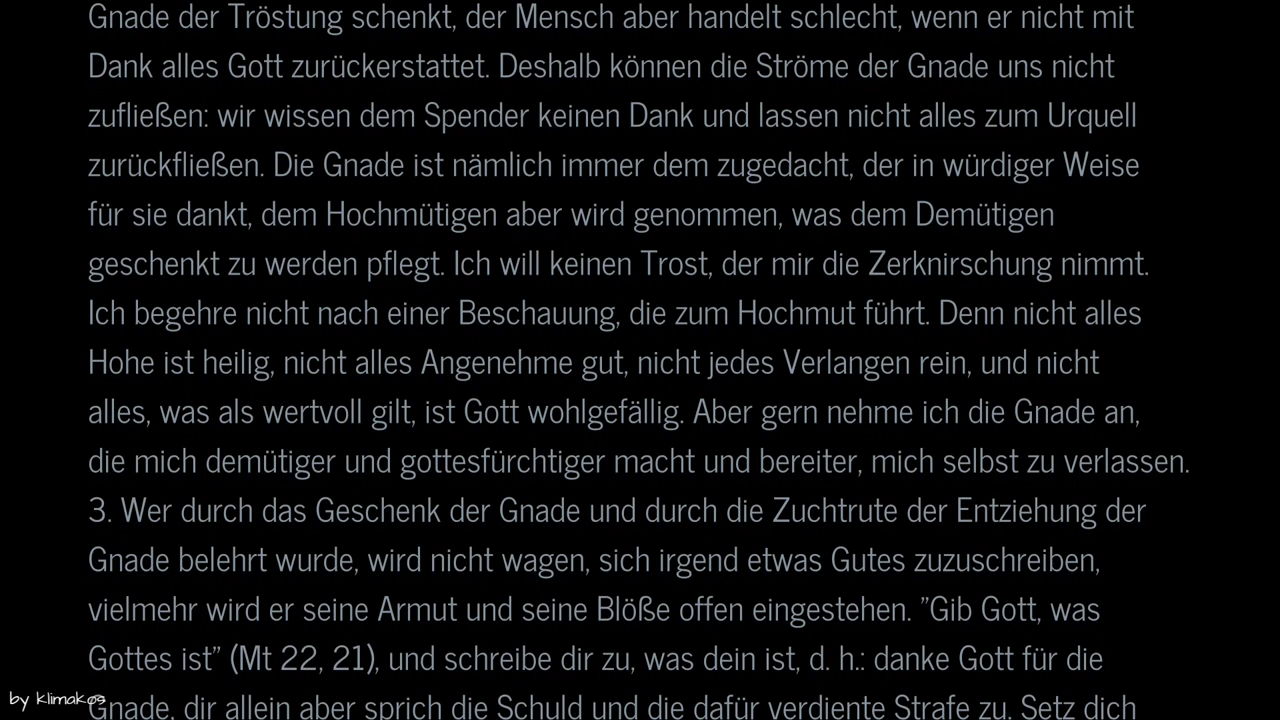 Gnade der Tröstung schenkt, der Mensch aber handelt schlecht, wenn er nicht mit
Dank alles Gott zurückerstattet. Deshalb können die Ströme der Gnade uns nicht
zufließen: wir wissen dem Spender keinen Dank und lassen nicht alles zum Urquell
zurückfließen. Die Gnade ist nämlich immer dem zugedacht, der in würdiger Weise
für sie dankt, dem Hochmütigen aber wird genommen, was dem Demütigen
geschenkt zu werden pflegt. Ich will keinen Trost, der mir die Zerknirschung nimmt.
Ich begehre nicht nach einer Beschauung, die zum Hochmut führt. Denn nicht alles
Hohe ist heilig, nicht alles Angenehme gut, nicht jedes Verlangen rein, und nicht
alles, was als wertvoll gilt, ist Gott wohlgefällig. Aber gern nehme ich die Gnade an,
die mich demütiger und gottesfürchtiger macht und bereiter, mich selbst zu verlassen.
3. Wer durch das Geschenk der Gnade und durch die Zuchtrute der Entziehung der
Gnade belehrt wurde, wird nicht wagen, sich irgend etwas Gutes zuzuschreiben,
vielmehr wird er seine Armut und seine Blöße offen eingestehen. "Gib Gott, was
Gottes ist" (Mt 22, 21), und schreibe dir zu, was dein ist, d. h.: danke Gott für die
Gnade, dir allein aber sprich die Schuld und die dafür verdiente Strafe zu. Setz dich
by klimakos